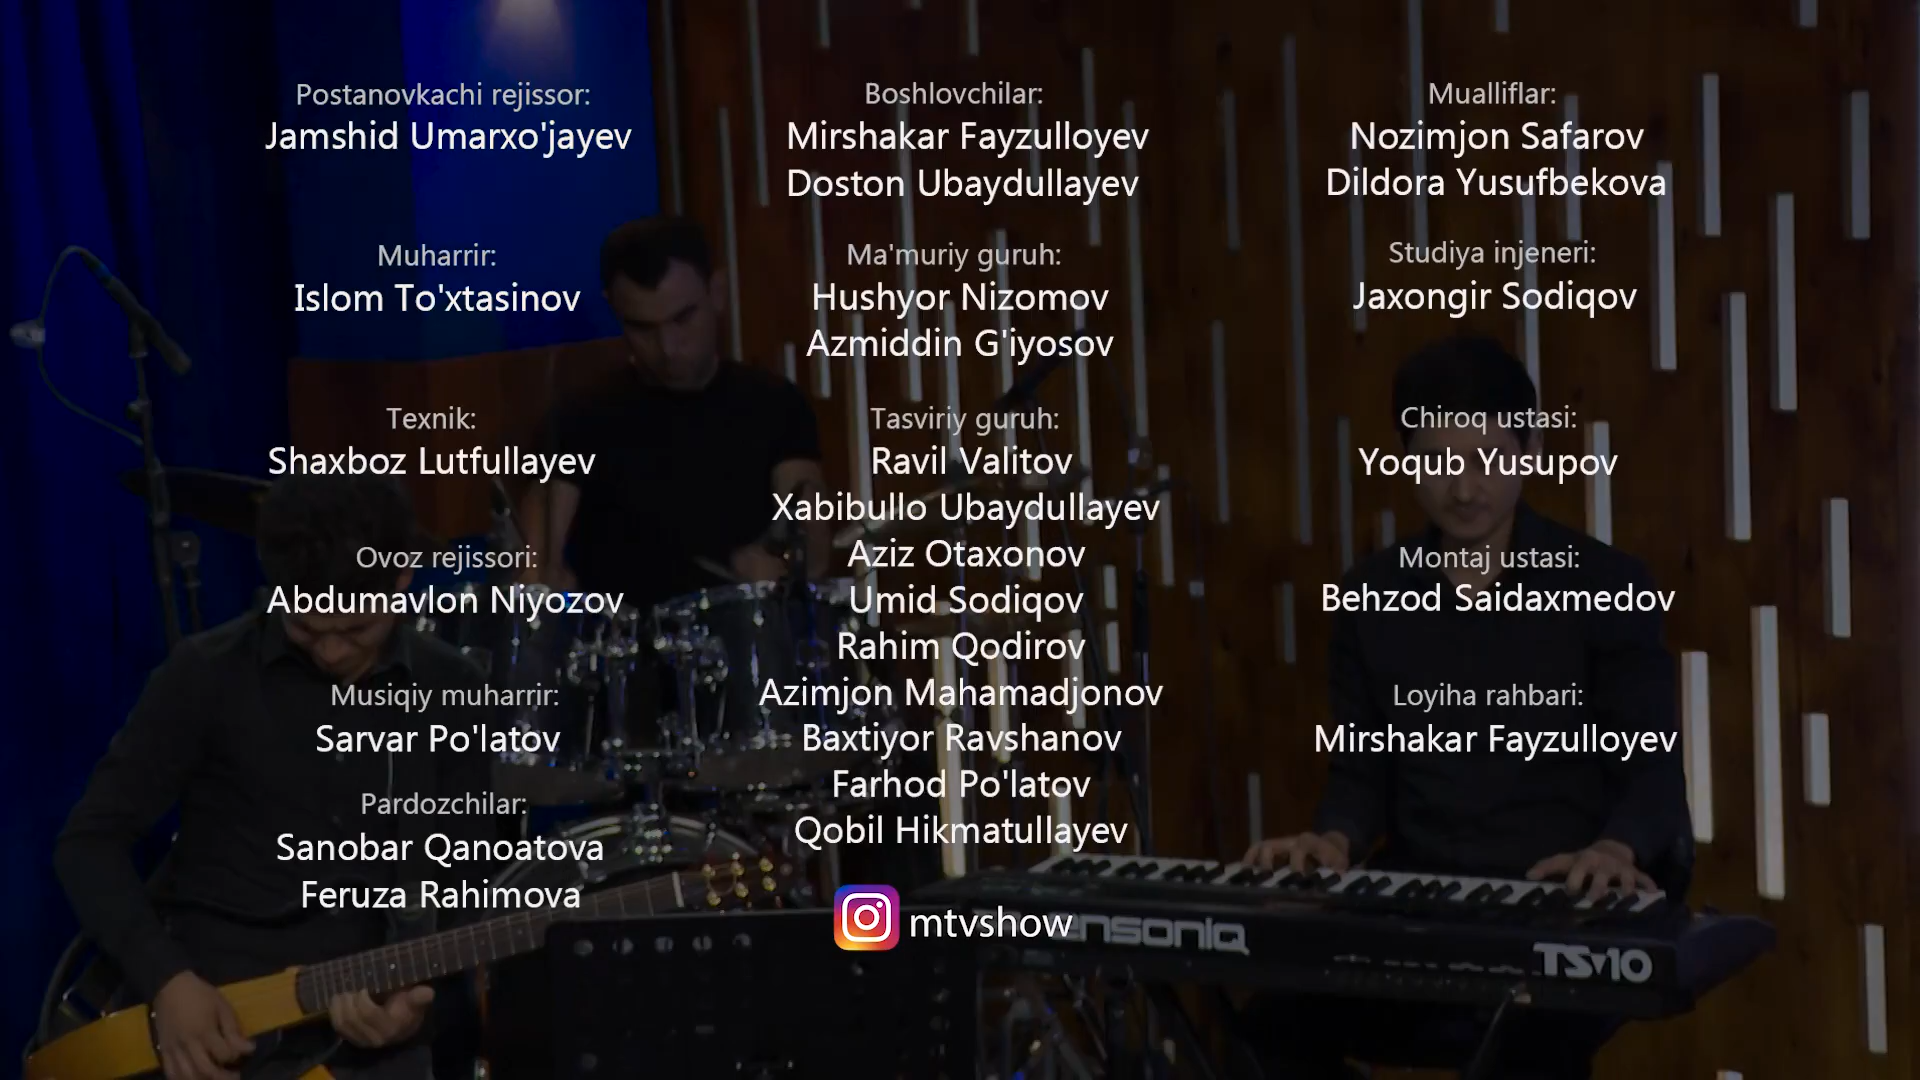 Postanovkachi rejissor:
Jamshid Umarxo'jayev
Muharrir:
Islom To'xtasinov
Texnik:
Shaxboz Lutfullayev
Ovoz rejissori:
Abdumavlon Niyozov
Musiqiy muharrir:
Sarvar Po'latov
Pardozchilar:
Sanobar Qanoatova
Feruza Rahimova
Boshlovchilar:
Mirshakar Fayzulloyev
Doston Ubaydullayev
Ma'muriy guruh:
Hushyor Nizomov
Azmiddin G'iyosov
Tasviriy guruh:
Ravil Valitov
Xabibullo Ubaydullayev
Aziz Otaxonov
Umid Sodiqov
Rahim Qodirov
Azimjon Mahamadjonov
Baxtiyor Ravshanov
Farhod Po'latov
Qobil Hikmatullayev
mtvshow
Mualliflar:
Nozimjon Safarov
Dildora Yusufbekova
Studiya injeneri:
Jaxongir Sodiqov
Chiroq ustasi:
Yoqub Yusupov
Montaj ustasi:
Behzod Saidaxmedov
Loyiha rahbari:
Mirshakar Fayzulloyev
ensoniq
TS-10